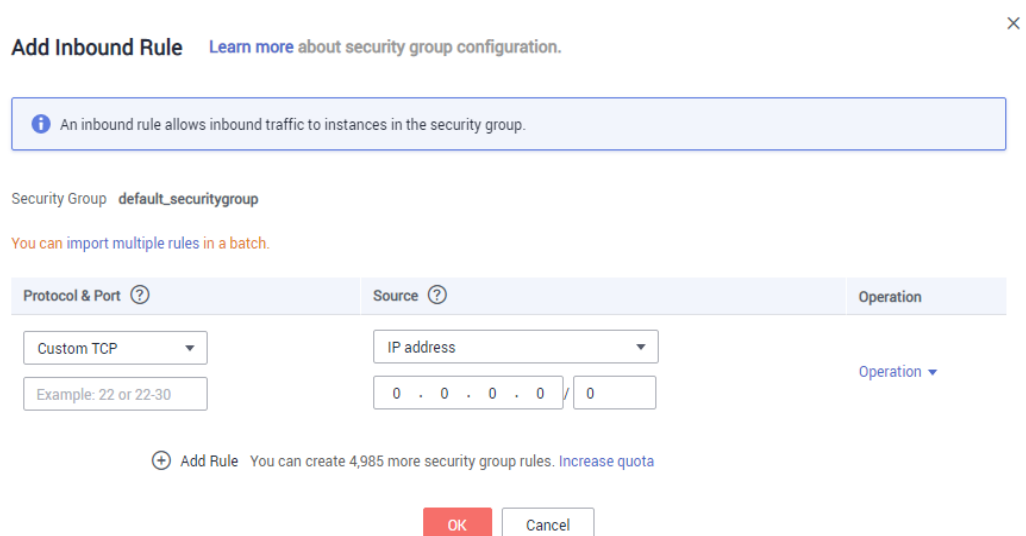 Add Inbound Rule Learn more about security group configuration.
An inbound rule allows inbound traffic to instances in the security group.
Security Group default_securitygroup
You can import multiple rules in a batch.
Protocol & Port ? Source ? Operation
Custom TCP IP address
Operation
Example: 22 or 22-30 0 . 0 . 0 . 0 / 0
Add Rule You can create 4,985 more security group rules. Increase quota
OK Cancel